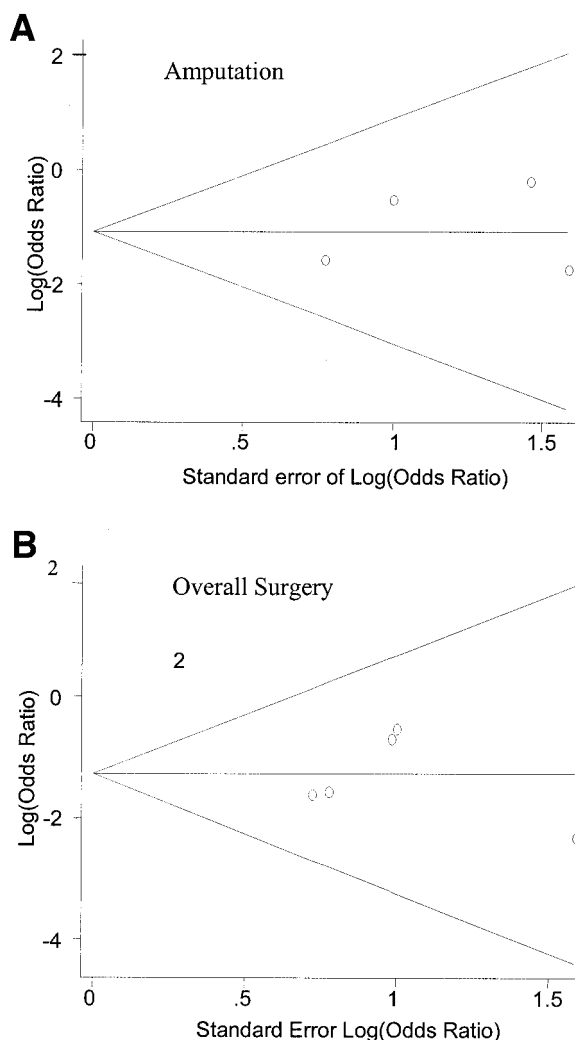 A
2
Amputation
0
-2
-4
Log(Odds Ratio)
0
.5
1
1.5
Standard error of Log(Odds Ratio)
B
2
Overall Surgery
2
0
-2
-4
Log(Odds Ratio)
0
.5
1
1.5
Standard Error Log(Odds Ratio)